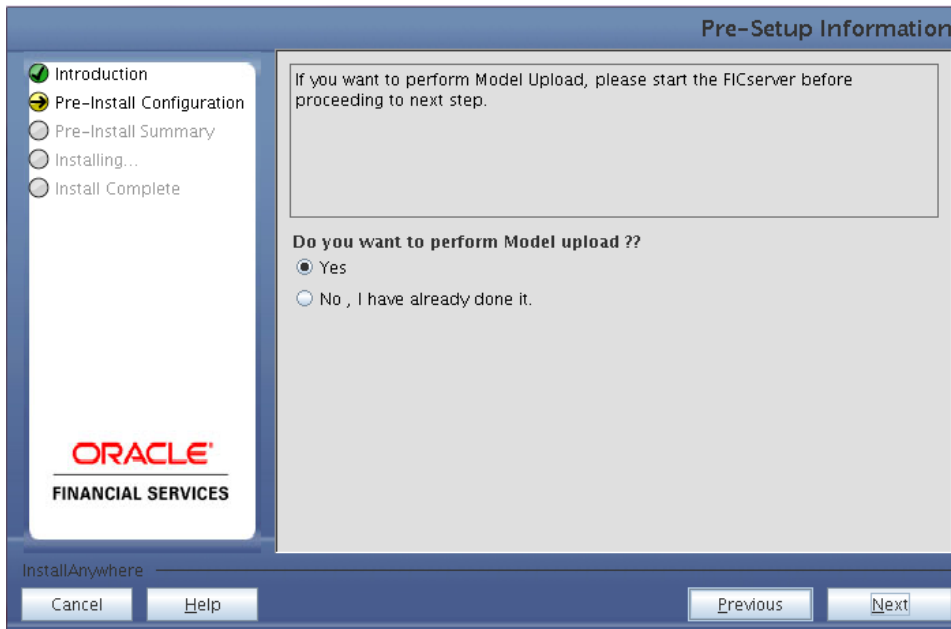 Pre-Setup Information
Introduction
Pre-Install Configuration
Pre-Install Summary
Installing...
Install Complete
ORACLE'
FINANCIAL SERVICES
If you want to perform Model Upload, please start the FICserver before
proceeding to next step.
Do you want to perform Model upload ??
Yes
No , I have already done it.
InstallAnywhere
Cancel
Help
Previous
Next